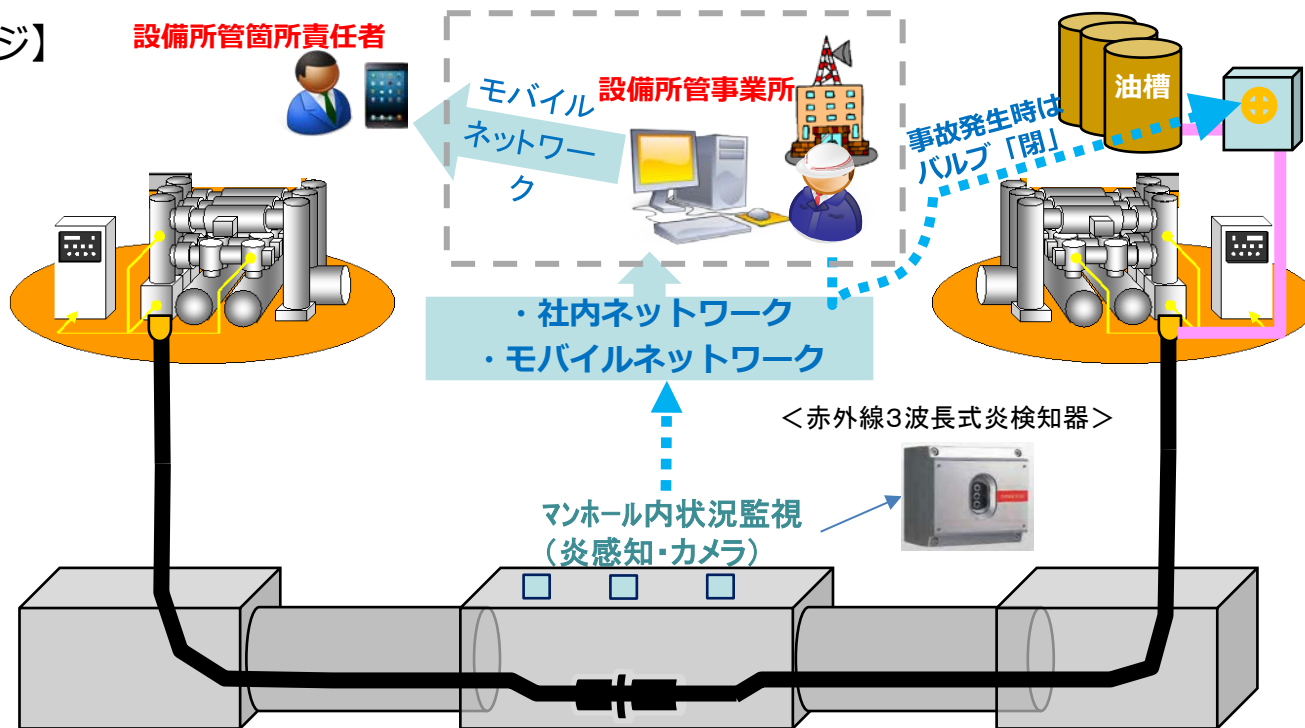 ジ】
設備所管箇所責任者
モバイル
ネットワー
ク
設備所管事業所
事故発生時は
バルブ「閉」
油槽
・社内ネットワーク
・モバイルネットワーク
＜赤外線３波長式炎検知器＞
マンホール内状況監視
（炎感知・カメラ）